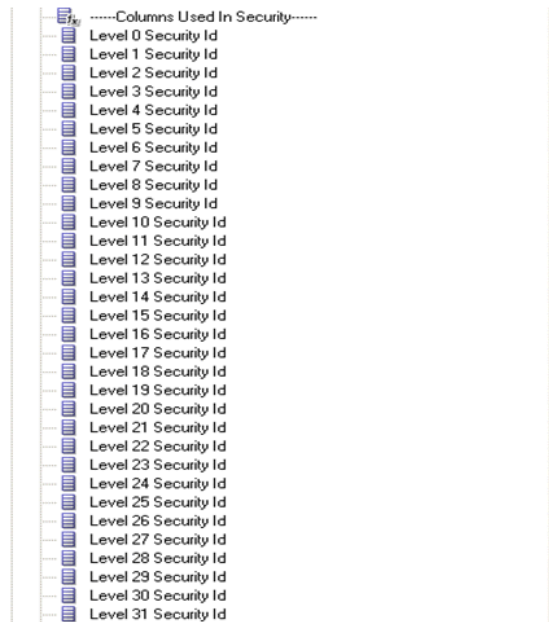 ------Columns Used In Security------
Level 0 Security Id
Level 1 Security Id
Level 2 Security Id
Level 3 Security Id
Level 4 Security Id
Level 5 Security Id
Level 6 Security Id
Level 7 Security Id
Level 8 Security Id
Level 9 Security Id
Level 10 Security Id
Level 11 Security Id
Level 12 Security Id
Level 13 Security Id
Level 14 Security Id
Level 15 Security Id
Level 16 Security Id
Level 17 Security Id
Level 18 Security Id
Level 19 Security Id
Level 20 Security Id
Level 21 Security Id
Level 22 Security Id
Level 23 Security Id
Level 24 Security Id
Level 25 Security Id
Level 26 Security Id
Level 27 Security Id
Level 28 Security Id
Level 29 Security Id
Level 30 Security Id
Level 31 Security Id